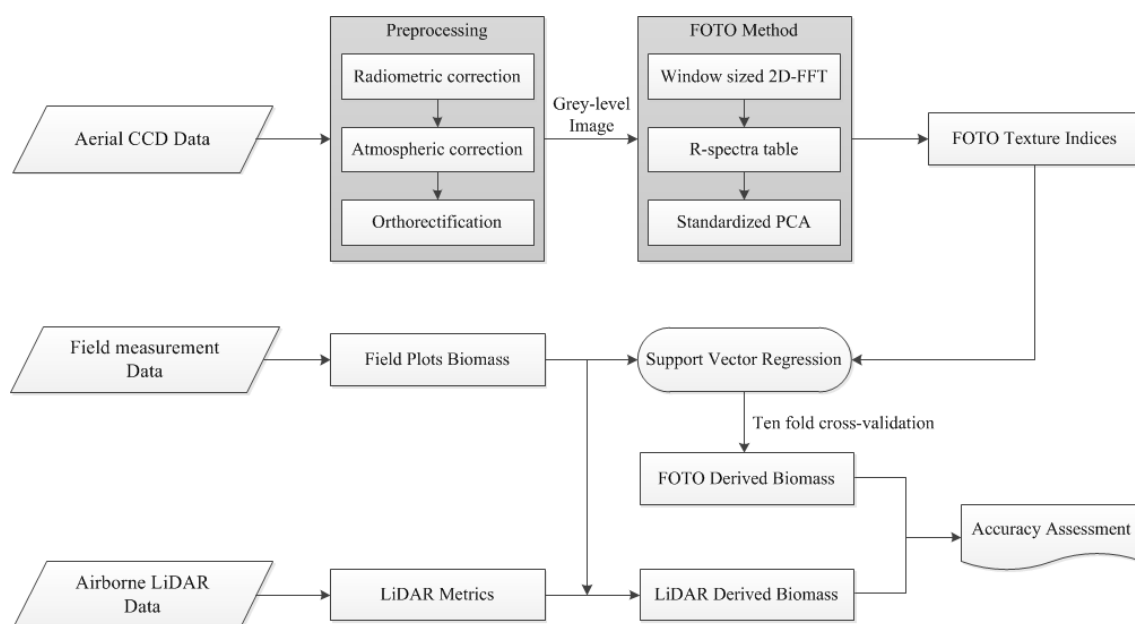 Preprocessing
Radiometric correction
Atmospheric correction
Orthorectification
Aerial CCD Data
Grey-level
Image
FOTO Method
Window sized 2D-FFT
R-spectra table
Standardized PCA
FOTO Texture Indices
Field measurement
Data
Field Plots Biomass
Support Vector Regression
Ten fold cross-validation
FOTO Derived Biomass
Accuracy Assessment
Airborne LiDAR
Data
LiDAR Metrics
LiDAR Derived Biomass